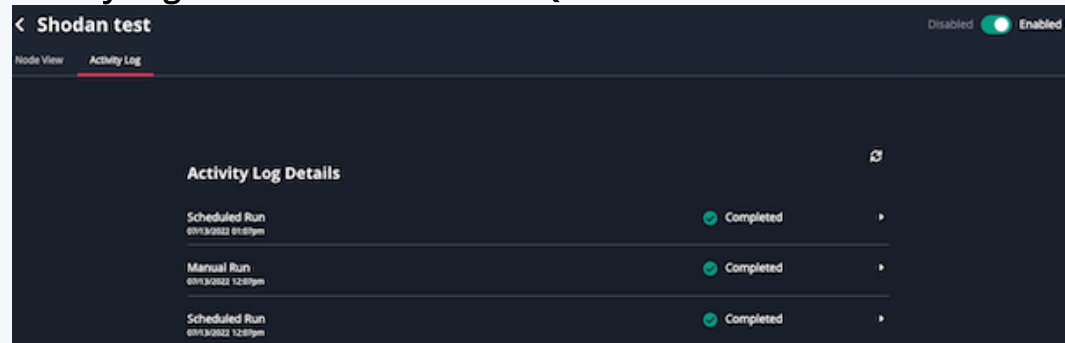 < Shodan test
Disabled Enabled
Node View Activity Log
Activity Log Details
Scheduled Run Completed
07/13/2022 01:07pm
Manual Run Completed
07/13/2022 12:07pm
Scheduled Run Completed
07/13/2022 12:07pm